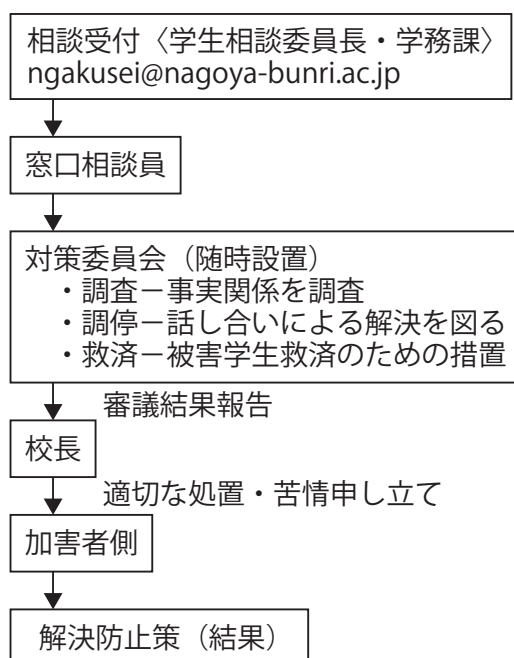 相談受付〈学生相談委員長・学務課〉
ngakusei@nagoya-bunri.ac.jp
窓口相談員
対策委員会（随時設置）
・調査－事実関係を調査
・調停－話し合いによる解決を図る
・救済－被害学生救済のための措置
審議結果報告
校長
適切な処置・苦情申し立て
加害者側
解決防止策（結果）